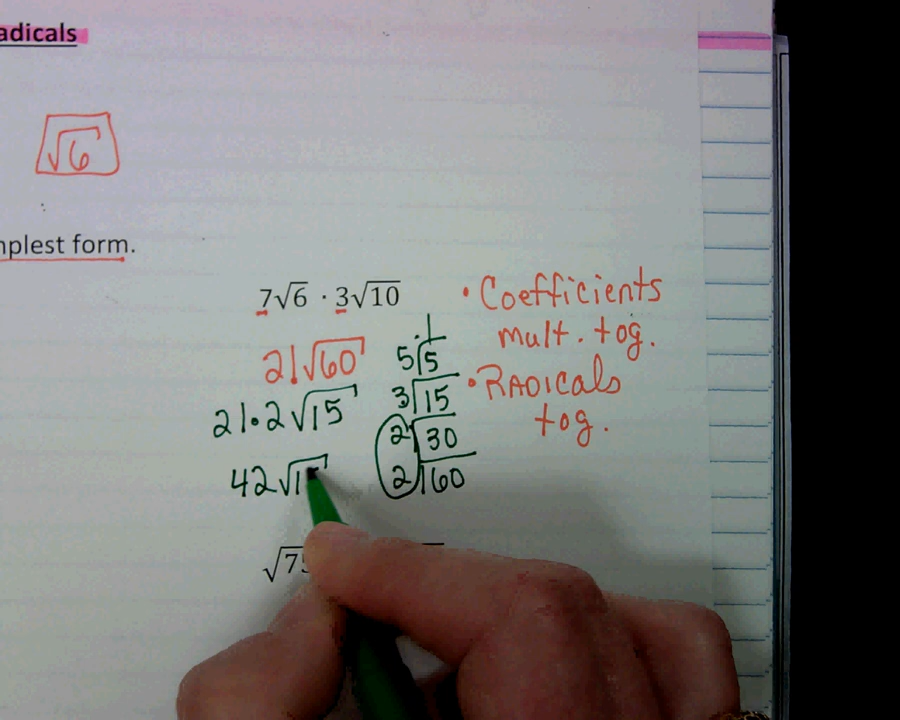 adicals
√6
nplest form.
7√6 · 3√10
21√60
21·2√15
42√1
5√5 1
3√15
2√30
2√60
• Coefficients
mult. tog.
• RADICALS
tog.
√7